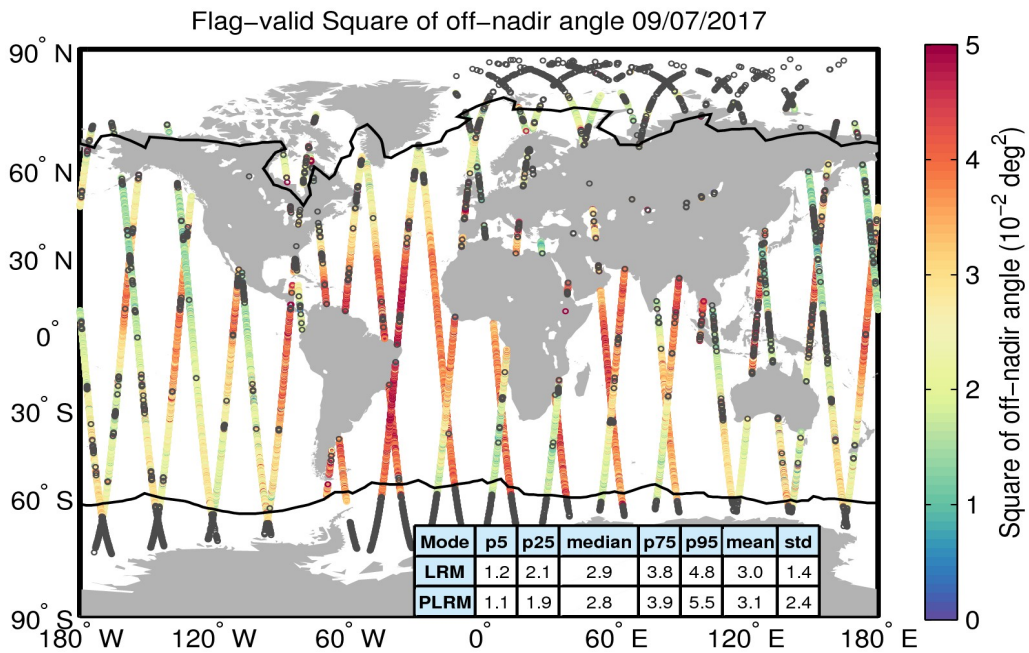 Flag−valid Square of off−nadir angle 09/07/2017
90° N
60° N
30° N
0°
30° S
60° S
90° S
180° W
120° W
60° W
0°
60° E
120° E
180° E
Mode p5 p25 median p75 p95 mean std
LRM 1.2 2.1 2.9 3.8 4.8 3.0 1.4
PLRM 1.1 1.9 2.8 3.9 5.5 3.1 2.4
5
4
3
2
1
0
Square of off−nadir angle (10⁻² deg²)